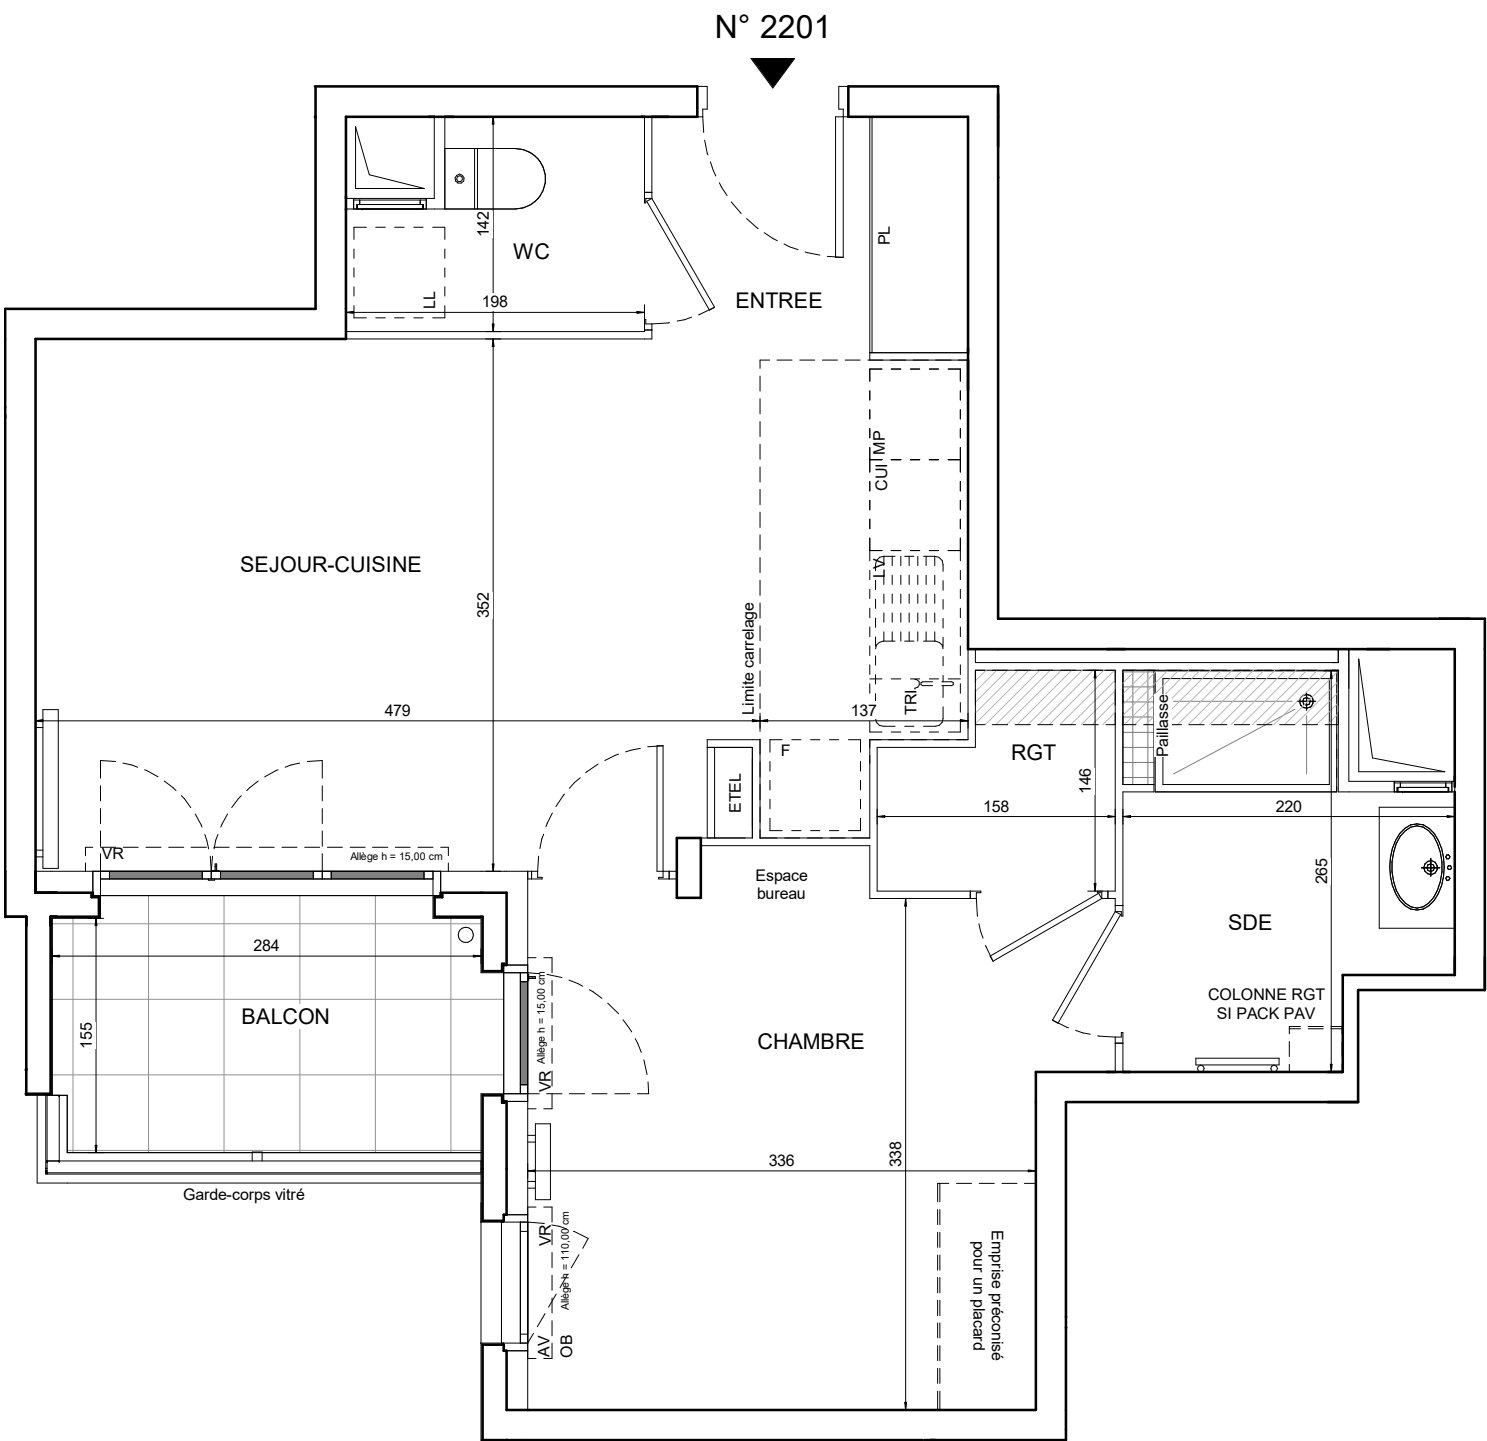 N° 2201
142
WC
PL
LL
198
ENTREE
CUI MP
SEJOUR-CUISINE
352
LV
Limite carrelage
479
137
TRI
Paillasse
F
RGT
ETEL
146
158
220
VR
Allège h = 15,00 cm
Espace
bureau
265
284
SDE
BALCON
155
VR
Allège h = 15,00 cm
COLONNE RGT
SI PACK PAV
CHAMBRE
336
338
Garde-corps vitré
VR
Allège h = 110,00 cm
AV
OB
Emprise préconisé
pour un placard